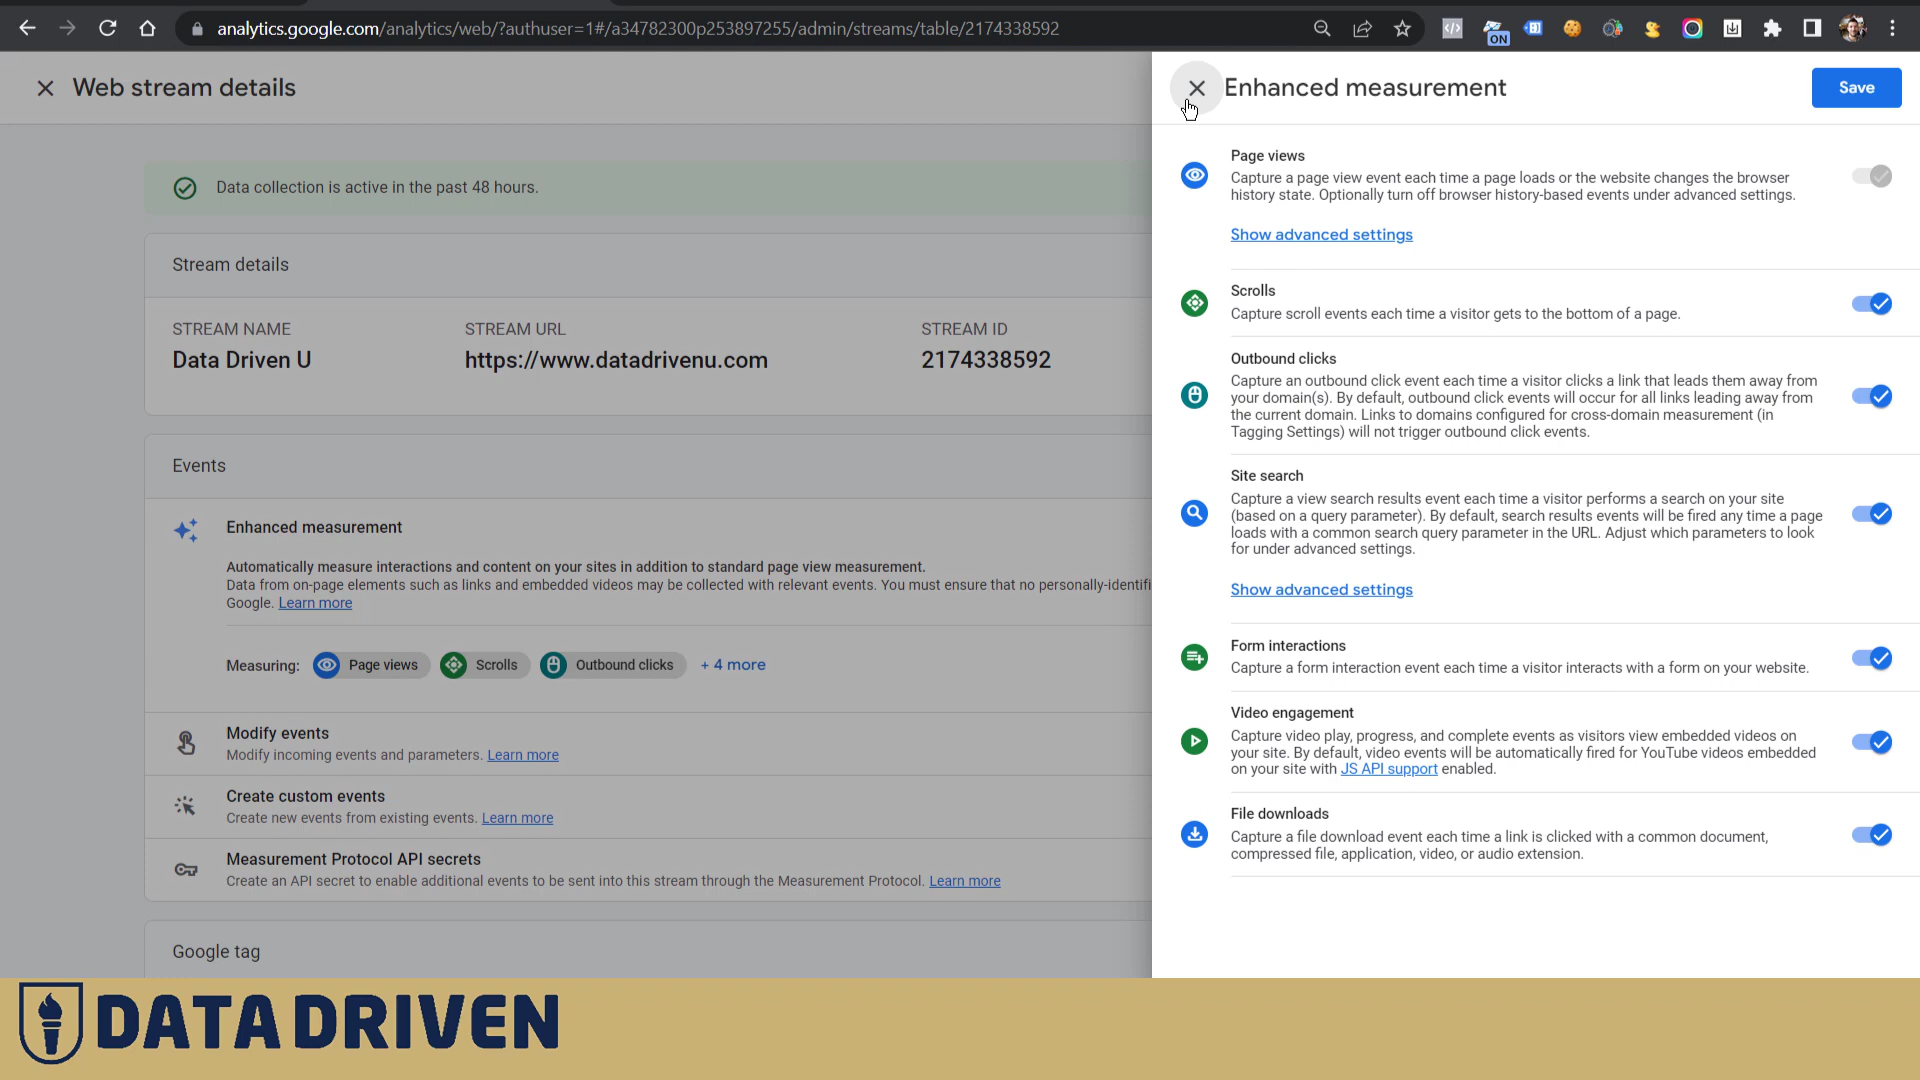 analytics.google.com/analytics/web/?authuser=1#/a34782300p253897255/admin/streams/table/2174338592
ON
Web stream details
Data collection is active in the past 48 hours.
Stream details
STREAM NAME
STREAM URL
STREAM ID
Data Driven U
https://www.datadrivenu.com
2174338592
Events
Enhanced measurement
Automatically measure interactions and content on your sites in addition to standard page view measurement.
Data from on-page elements such as links and embedded videos may be collected with relevant events. You must ensure that no personally-identifi
Google. Learn more
Measuring: Page views Scrolls Outbound clicks + 4 more
Modify events
Modify incoming events and parameters. Learn more
Create custom events
Create new events from existing events. Learn more
Measurement Protocol API secrets
Create an API secret to enable additional events to be sent into this stream through the Measurement Protocol. Learn more
Google tag
Enhanced measurement
Save
Page views
Capture a page view event each time a page loads or the website changes the browser
history state. Optionally turn off browser history-based events under advanced settings.
Show advanced settings
Scrolls
Capture scroll events each time a visitor gets to the bottom of a page.
Outbound clicks
Capture an outbound click event each time a visitor clicks a link that leads them away from
your domain(s). By default, outbound click events will occur for all links leading away from
the current domain. Links to domains configured for cross-domain measurement (in
Tagging Settings) will not trigger outbound click events.
Site search
Capture a view search results event each time a visitor performs a search on your site
(based on a query parameter). By default, search results events will be fired any time a page
loads with a common search query parameter in the URL. Adjust which parameters to look
for under advanced settings.
Show advanced settings
Form interactions
Capture a form interaction event each time a visitor interacts with a form on your website.
Video engagement
Capture video play, progress, and complete events as visitors view embedded videos on
your site. By default, video events will be automatically fired for YouTube videos embedded
on your site with JS API support enabled.
File downloads
Capture a file download event each time a link is clicked with a common document,
compressed file, application, video, or audio extension.
DATA DRIVEN